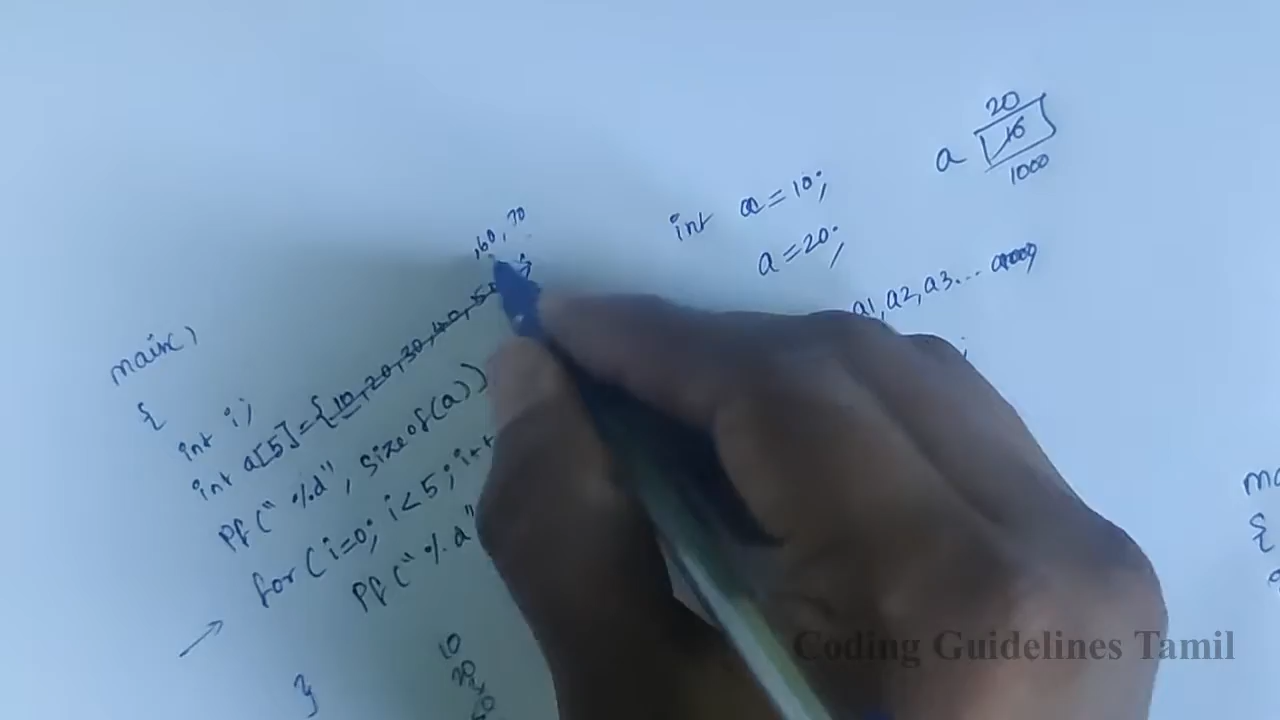 20
a 10
1000
int a=10;
a=20;
a1, a2, a3...
,60, 70
main()
{
int i;
int a[5]={10,20,30,40,50
Pf("%d", sizeof(a))
for(i=0; i<5; i++
Pf("%d"
}
10
20
{
Coding Guidelines Tamil